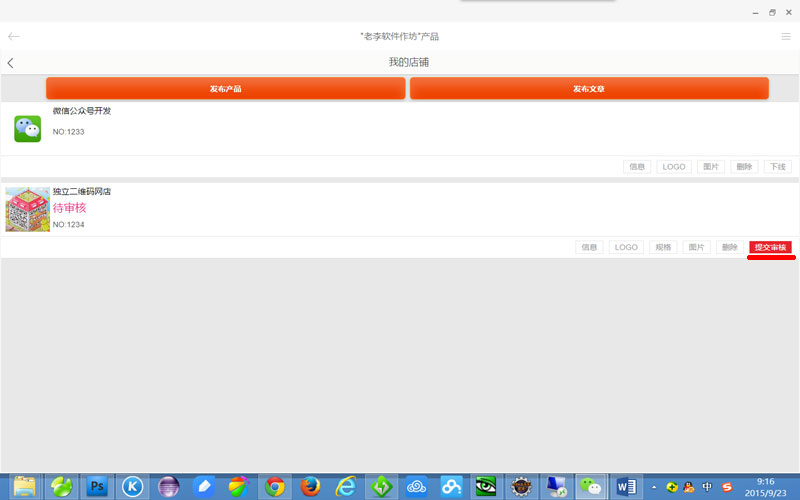 "老李软件作坊"产品
我的店铺
发布产品 发布文章
微信公众号开发
NO:1233
信息 LOGO 图片 删除 下线
独立二维码网店
待审核
NO:1234
信息 LOGO 规格 图片 删除 提交审核
Ps K W 中 S 9:16
2015/9/23